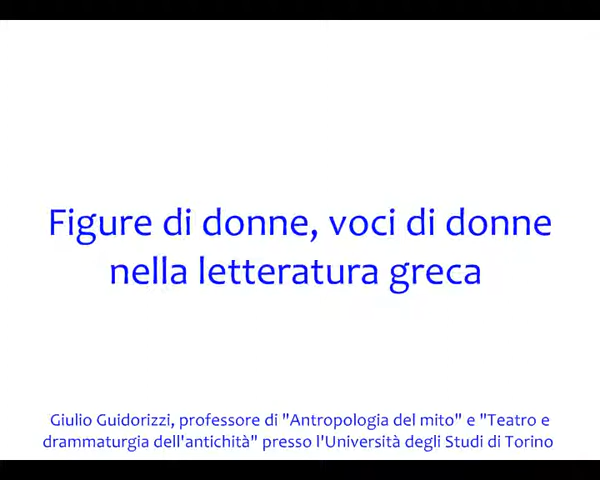 Figure di donne, voci di donne
nella letteratura greca
Giulio Guidorizzi, professore di "Antropologia del mito" e "Teatro e
drammaturgia dell'antichità" presso l'Università degli Studi di Torino